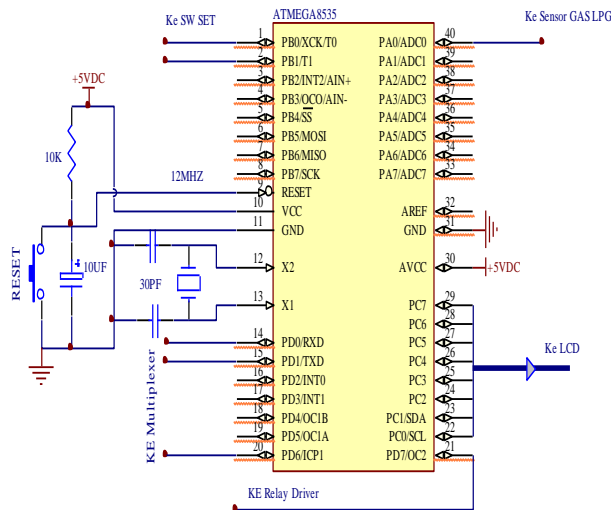 ATMEGA8535
Ke SW SET
Ke Sensor GAS LPG
1 PB0/XCK/T0 PA0/ADC0 40
2 PB1/T1 PA1/ADC1 39
3 PB2/INT2/AIN+ PA2/ADC2 38
4 PB3/OCO/AIN- PA3/ADC3 37
5 PB4/SS PA4/ADC4 36
6 PB5/MOSI PA5/ADC5 35
7 PB6/MISO PA6/ADC6 34
8 PB7/SCK PA7/ADC7 33
9 RESET
10 VCC AREF 32
11 GND GND 31
12 X2 AVCC 30
+5VDC
13 X1 PC7 29
PC6 28
14 PD0/RXD PC5 27
15 PD1/TXD PC4 26
16 PD2/INT0 PC3 25
17 PD3/INT1 PC2 24
18 PD4/OC1B PC1/SDA 23
19 PD5/OC1A PC0/SCL 22
20 PD6/ICP1 PD7/OC2 21
+5VDC
10K
12MHZ
RESET
10UF
30PF
KE Multiplexer
Ke LCD
KE Relay Driver